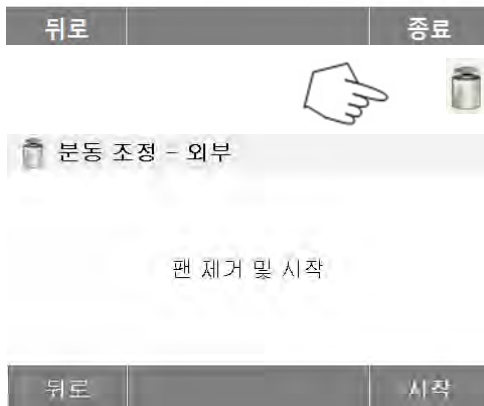 뒤로 종료
분동 조정 - 외부
팬 제거 및 시작
뒤로 시작